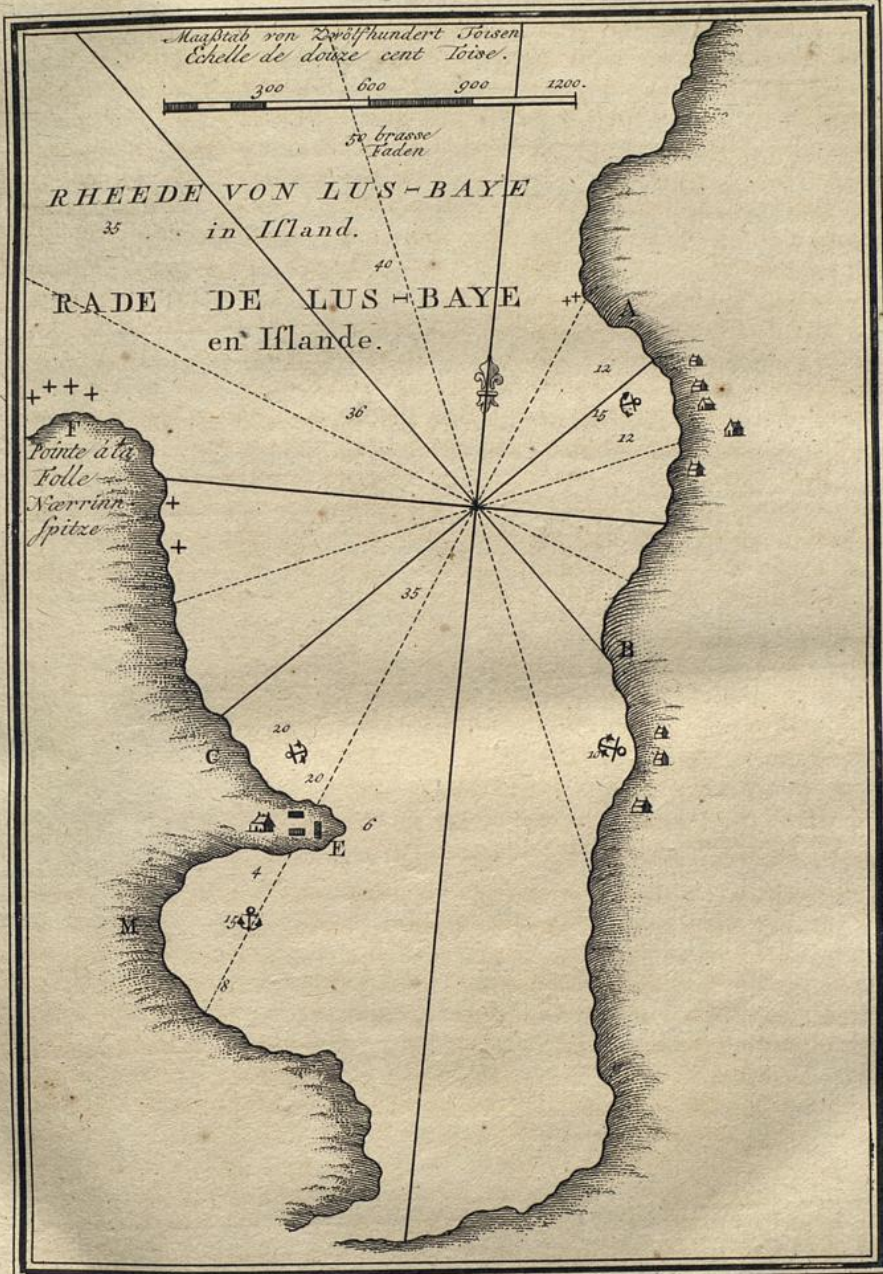 Maaßtab von Zwölfhundert Toisen
Echelle de douze cent Toise.
300 600 900 1200.
50 brasse
Faden
RHEEDE VON LUS-BAYE
35 in Iſland.
40
RADE DE LUS-BAYE
en Iſlande.
A
12
36
15
12
F
Pointe á la
Folle
Nærrinn
Spitze
35
B
20
C
10
20
6
E
4
M
15
8